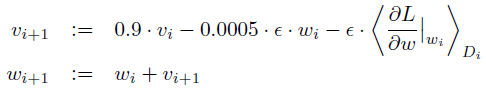 v_{i+1} := 0.9 · v_i − 0.0005 · ϵ · w_i − ϵ · ⟨ ∂L/∂w |_{w_i} ⟩_{D_i}
w_{i+1} := w_i + v_{i+1}